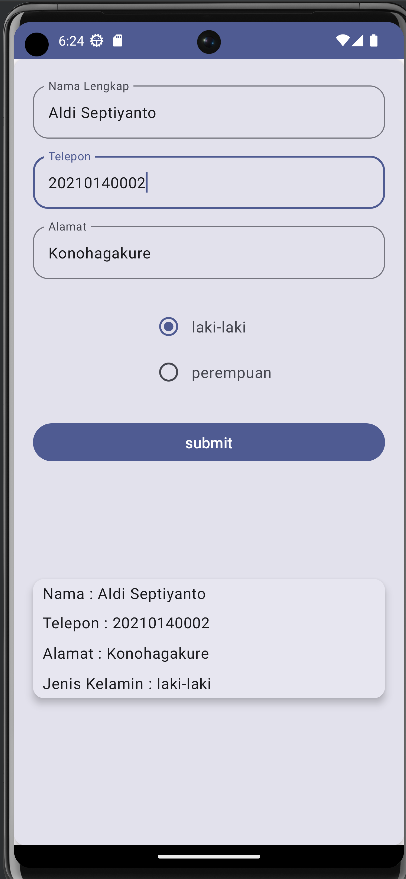 6:24
Nama Lengkap
Aldi Septiyanto
Telepon
20210140002
Alamat
Konohagakure
laki-laki
perempuan
submit
Nama : Aldi Septiyanto
Telepon : 20210140002
Alamat : Konohagakure
Jenis Kelamin : laki-laki